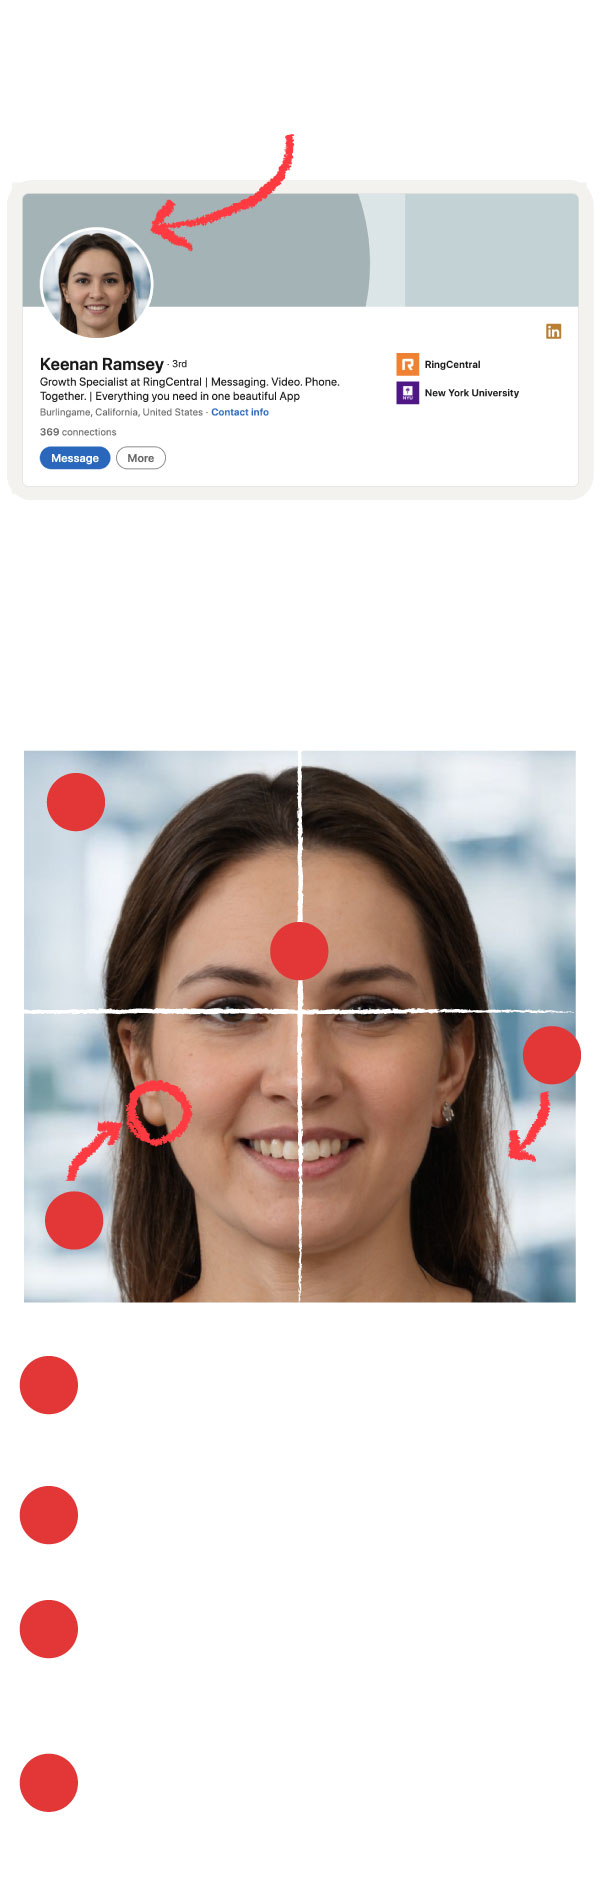 Keenan Ramsey · 3rd
Growth Specialist at RingCentral | Messaging. Video. Phone.
Together. | Everything you need in one beautiful App
Burlingame, California, United States · Contact info
369 connections
Message
More
in
RingCentral
NYU
New York University